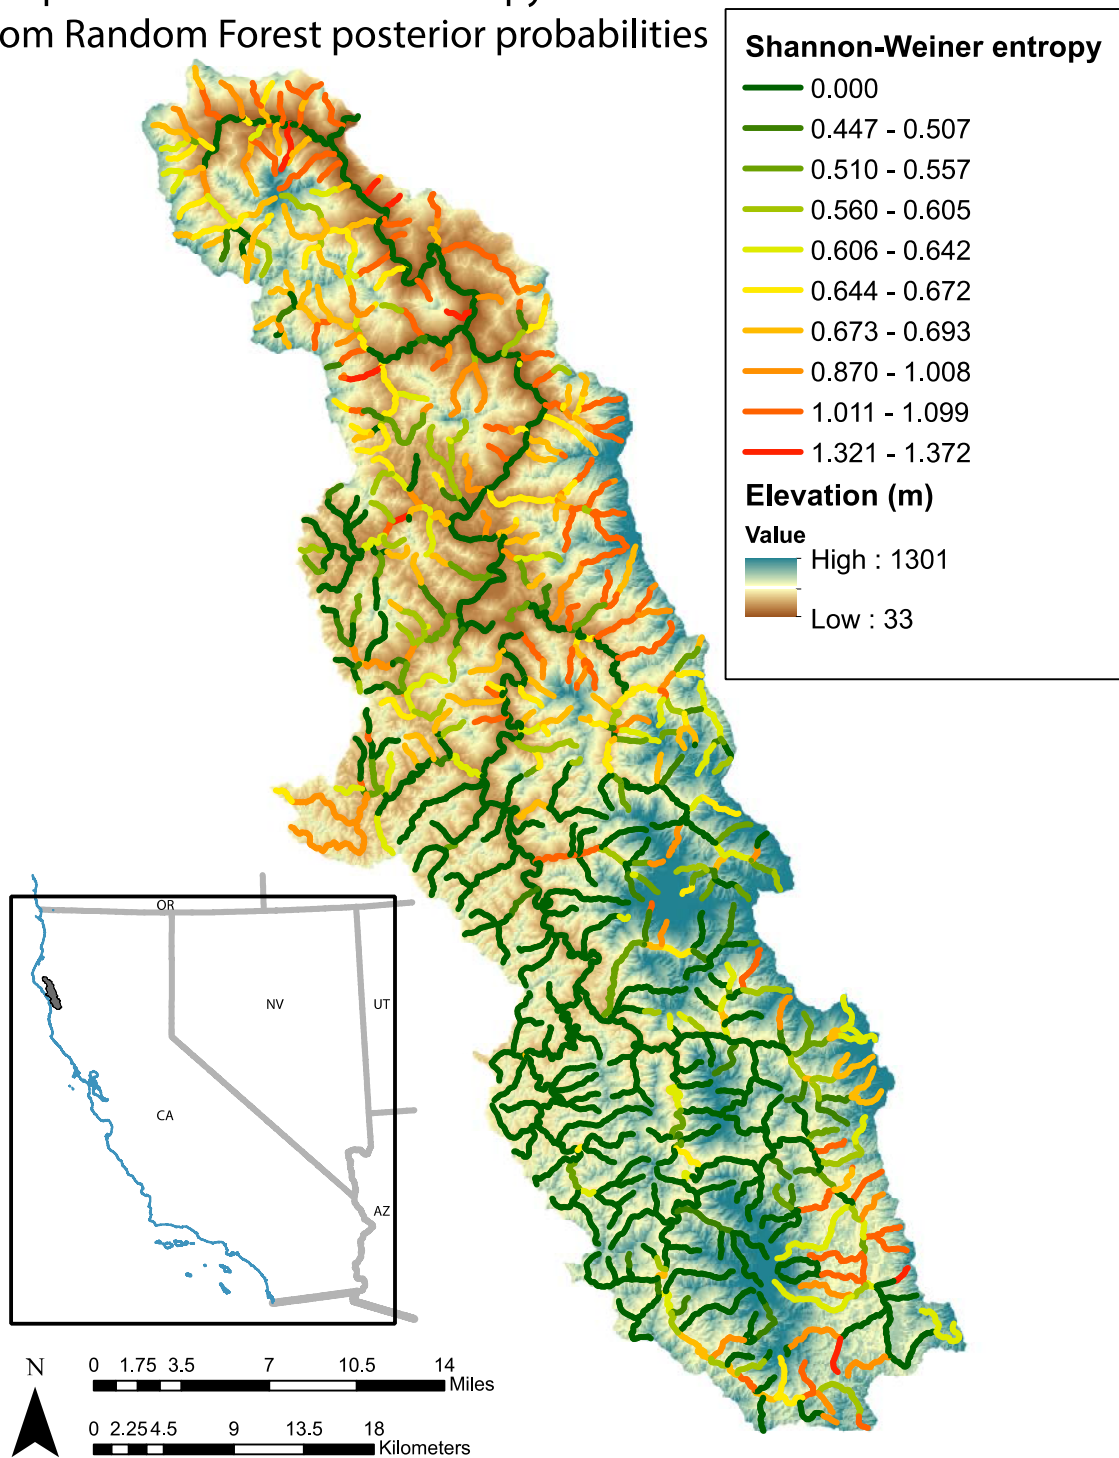 om Random Forest posterior probabilities
Shannon-Weiner entropy
0.000
0.447 - 0.507
0.510 - 0.557
0.560 - 0.605
0.606 - 0.642
0.644 - 0.672
0.673 - 0.693
0.870 - 1.008
1.011 - 1.099
1.321 - 1.372
Elevation (m)
Value
High : 1301
Low : 33
OR
NV
UT
CA
AZ
N
0 1.75 3.5 7 10.5 14
Miles
0 2.25 4.5 9 13.5 18
Kilometers